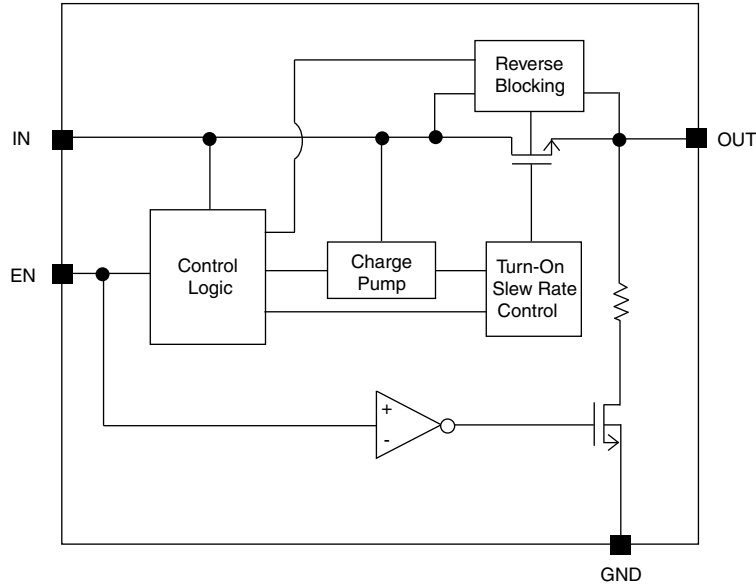 Reverse
Blocking
IN
OUT
EN
Control
Logic
Charge
Pump
Turn-On
Slew Rate
Control
+
-
GND